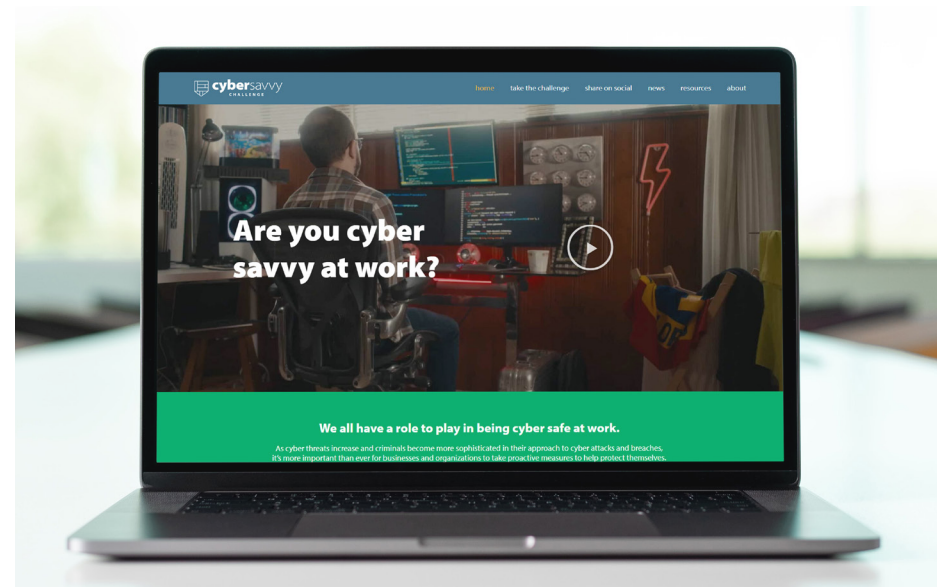 cybersavvy
CHALLENGE
home take the challenge share on social news resources about
Are you cyber
savvy at work?
We all have a role to play in being cyber safe at work.
As cyber threats increase and criminals become more sophisticated in their approach to cyber attacks and breaches,
it's more important than ever for businesses and organizations to take proactive measures to help protect themselves.